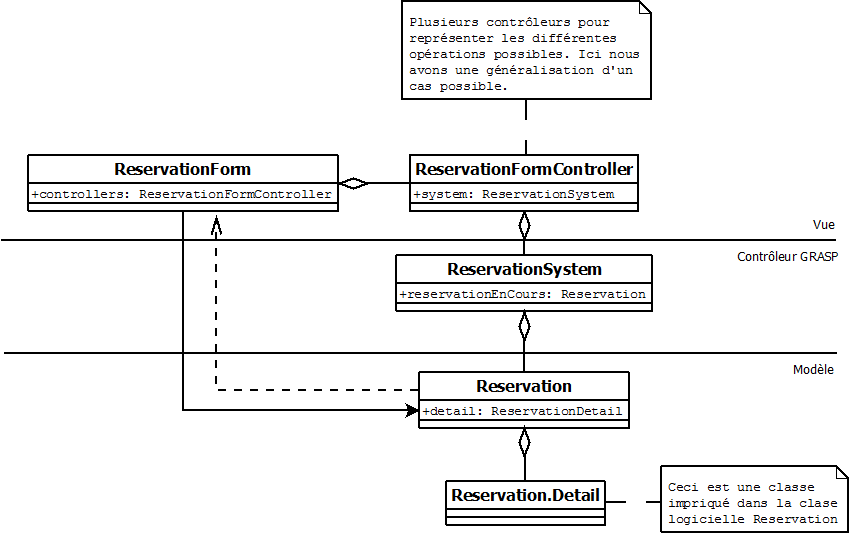 Plusieurs contrôleurs pour
représenter les différentes
opérations possibles. Ici nous
avons une généralisation d'un
cas possible.
ReservationForm
+controllers: ReservationFormController
ReservationFormController
+system: ReservationSystem
Vue
Contrôleur GRASP
ReservationSystem
+reservationEnCours: Reservation
Modèle
Reservation
+detail: ReservationDetail
Reservation.Detail
Ceci est une classe
impriqué dans la clase
logicielle Reservation